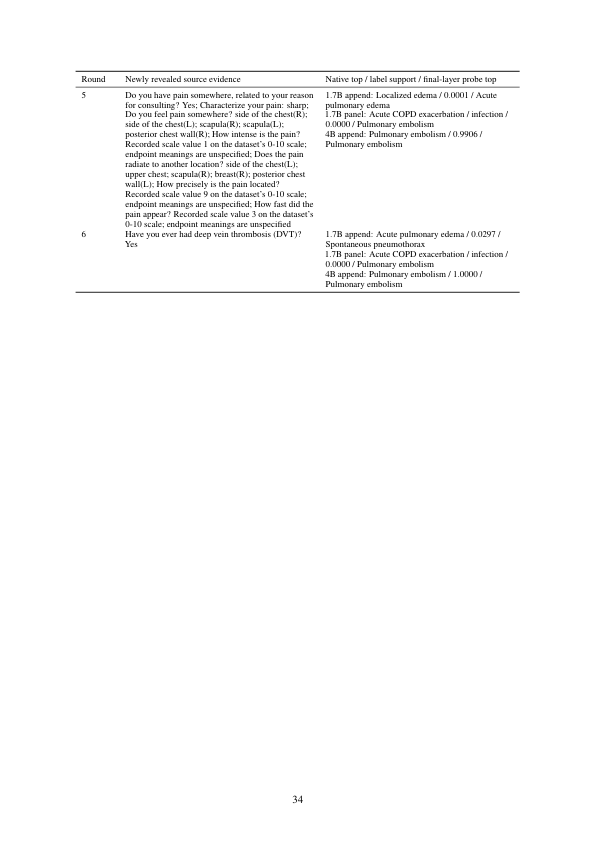 Round Newly revealed source evidence Native top / label support / final-layer probe top
5 Do you have pain somewhere, related to your reason
for consulting? Yes; Characterize your pain: sharp;
Do you feel pain somewhere? side of the chest(R);
side of the chest(L); scapula(R); scapula(L);
posterior chest wall(R); How intense is the pain?
Recorded scale value 1 on the dataset's 0-10 scale;
endpoint meanings are unspecified; Does the pain
radiate to another location? side of the chest(L);
upper chest; scapula(R); breast(R); posterior chest
wall(L); How precisely is the pain located?
Recorded scale value 9 on the dataset's 0-10 scale;
endpoint meanings are unspecified; How fast did the
pain appear? Recorded scale value 3 on the dataset's
0-10 scale; endpoint meanings are unspecified
1.7B append: Localized edema / 0.0001 / Acute
pulmonary edema
1.7B panel: Acute COPD exacerbation / infection /
0.0000 / Pulmonary embolism
4B append: Pulmonary embolism / 0.9906 /
Pulmonary embolism
6 Have you ever had deep vein thrombosis (DVT)?
Yes
1.7B append: Acute pulmonary edema / 0.0297 /
Spontaneous pneumothorax
1.7B panel: Acute COPD exacerbation / infection /
0.0000 / Pulmonary embolism
4B append: Pulmonary embolism / 1.0000 /
Pulmonary embolism
34